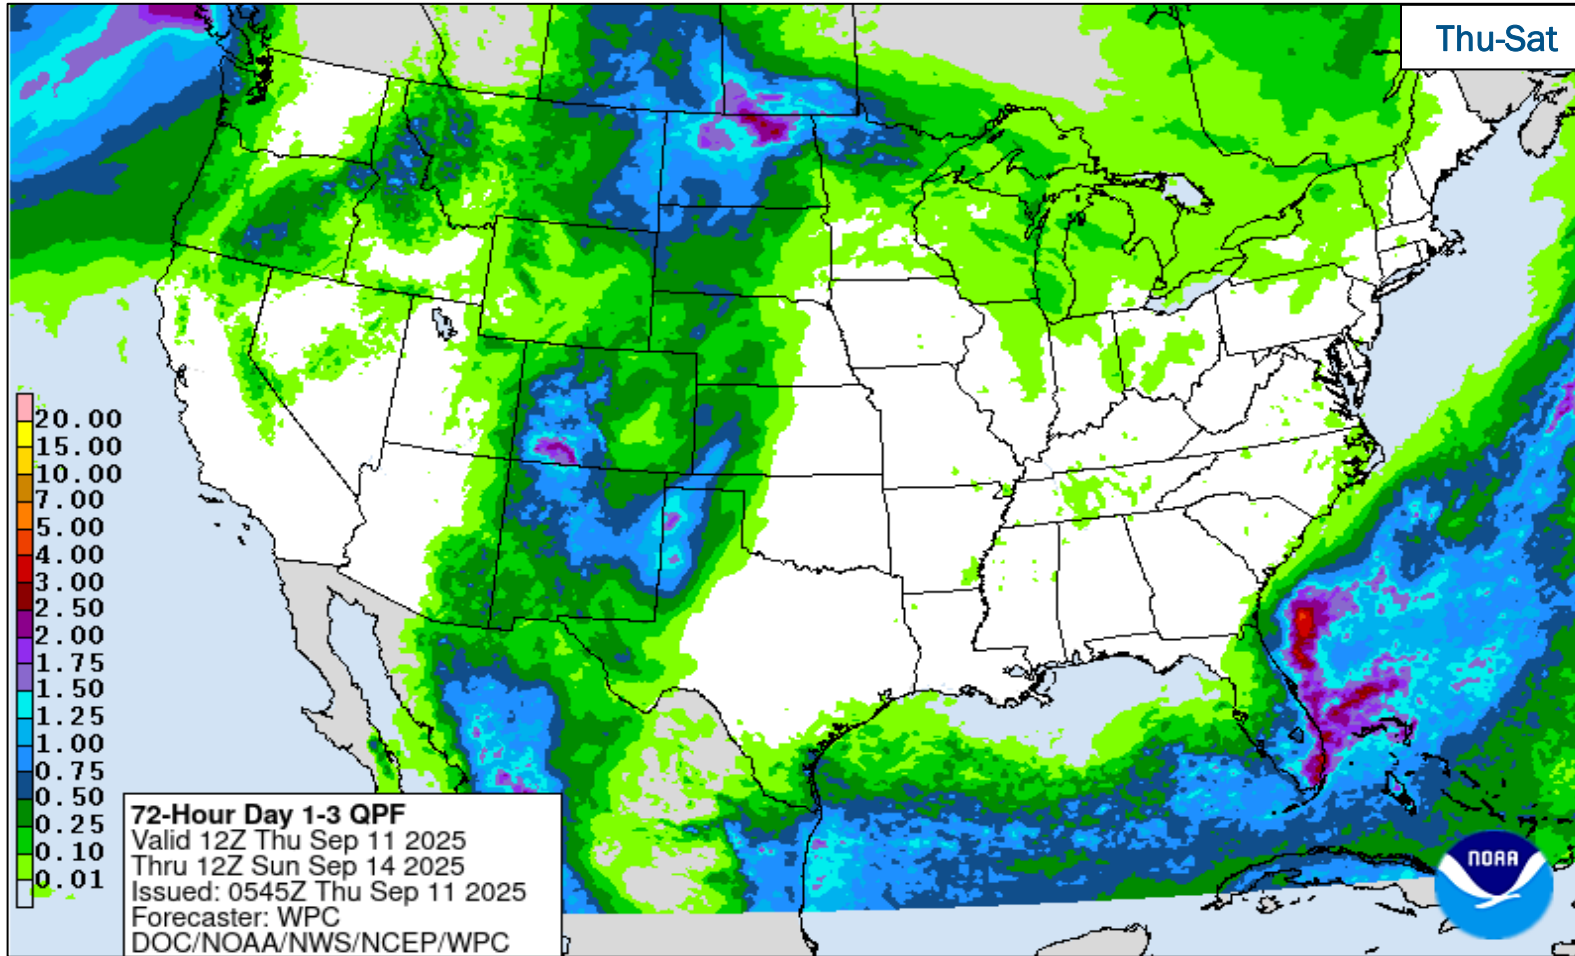 Thu-Sat
20.00
15.00
10.00
7.00
5.00
4.00
3.00
2.50
2.00
1.75
1.50
1.25
1.00
0.75
0.50
0.25
0.10
0.01
72-Hour Day 1-3 QPF
Valid 12Z Thu Sep 11 2025
Thru 12Z Sun Sep 14 2025
Issued: 0545Z Thu Sep 11 2025
Forecaster: WPC
DOC/NOAA/NWS/NCEP/WPC
NOAA